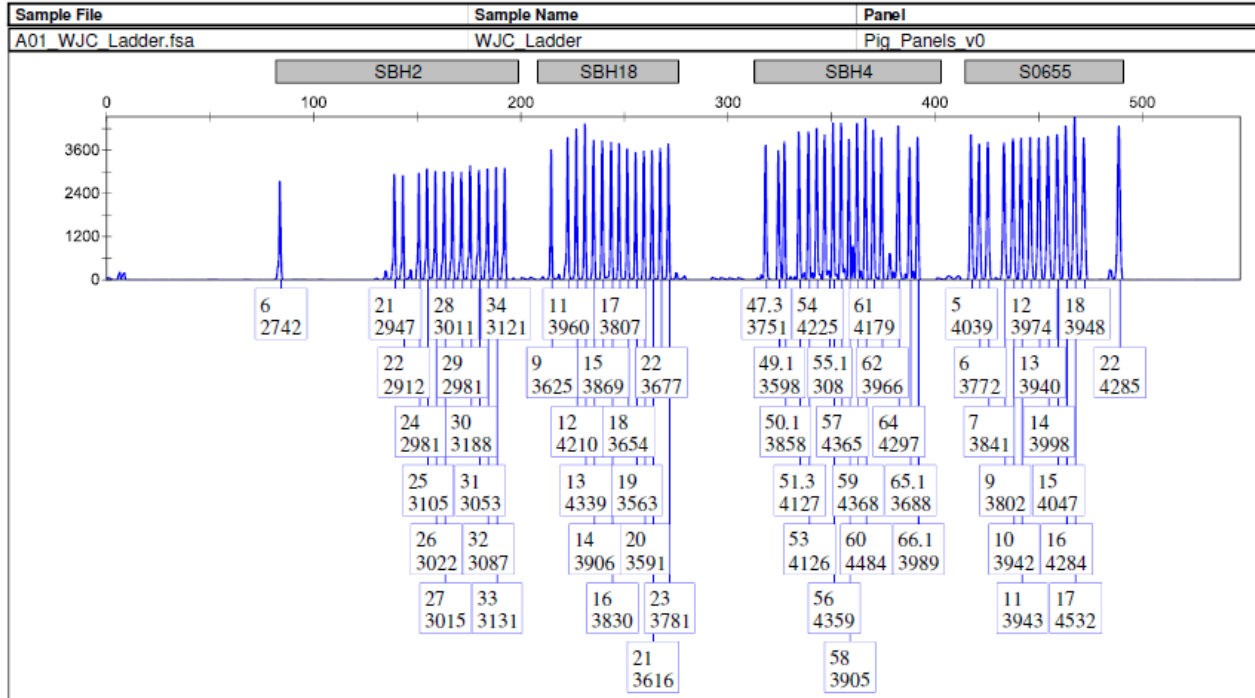 Sample File Sample Name Panel
A01_WJC_Ladder.fsa WJC_Ladder Pig_Panels_v0
SBH2 SBH18 SBH4 S0655
0 100 200 300 400 500
3600
2400
1200
0
6 21 28 34 11 17 47.3 54 61 5 12 18
2742 2947 3011 3121 3960 3807 3751 4225 4179 4039 3974 3948
22 29 9 15 22 49.1 55.1 62 6 13 22
2912 2981 3625 3869 3677 3598 308 3966 3772 3940 4285
24 30 12 18 50.1 57 64 7 14
2981 3188 4210 3654 3858 4365 4297 3841 3998
25 31 13 19 51.3 59 65.1 9 15
3105 3053 4339 3563 4127 4368 3688 3802 4047
26 32 14 20 53 60 66.1 10 16
3022 3087 3906 3591 4126 4484 3989 3942 4284
27 33 16 23 56 11 17
3015 3131 3830 3781 4359 3943 4532
21 58
3616 3905